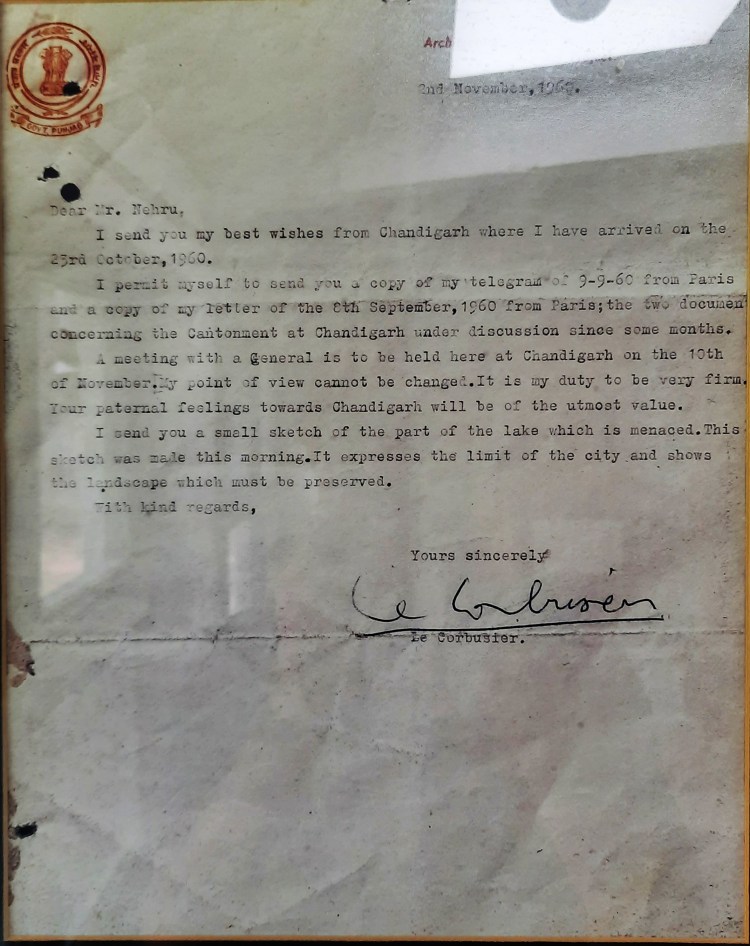 GOVT. PUNJAB
Arch
2nd November,1960.
Dear Mr. Nehru,
I send you my best wishes from Chandigarh where I have arrived on the
25rd October,1960.
I permit myself to send you a copy of my telegram of 9-9-60 from Paris
and a copy of my letter of the 8th September,1960 from Paris;the two documen
concerning the Cantonment at Chandigarh under discussion since some months.
A meeting with a General is to be held here at Chandigarh on the 10th
of November.My point of view cannot be changed.It is my duty to be very firm.
Your paternal feelings towards Chandigarh will be of the utmost value.
I send you a small sketch of the part of the lake which is menaced.This
sketch was made this morning.It expresses the limit of the city and shows
the landscape which must be preserved.
With kind regards,
Yours sincerely
Le Corbusier
Le Corbusier.